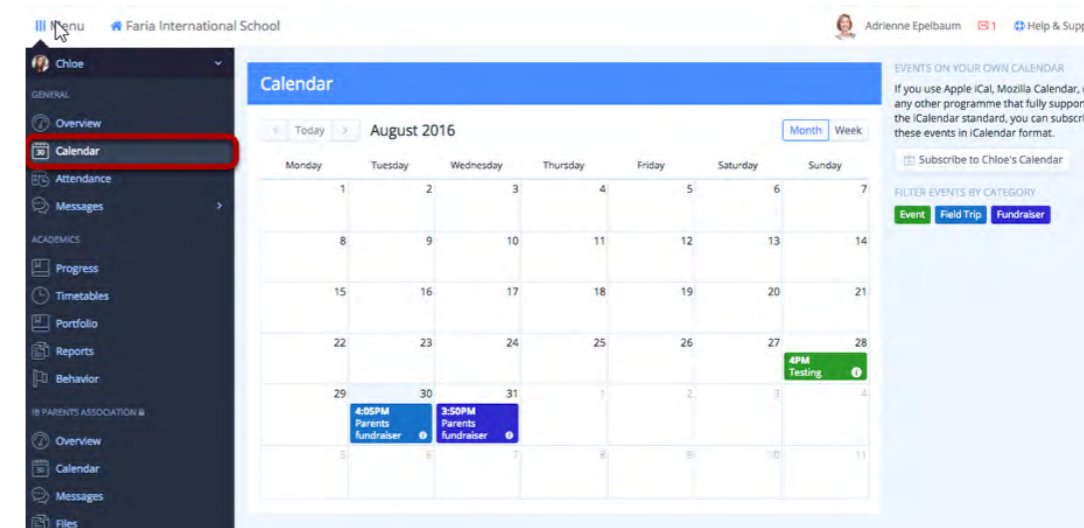 Menu
Faria International School
Adrienne Epelbaum
1
Help & Supp
Chloe
GENERAL
Overview
Calendar
Attendance
Messages
ACADEMICS
Progress
Timetables
Portfolio
Reports
Behavior
IB PARENTS ASSOCIATION
Overview
Calendar
Messages
Files
Calendar
Today
August 2016
Month Week
Monday Tuesday Wednesday Thursday Friday Saturday Sunday
1 2 3 4 5 6 7
8 9 10 11 12 13 14
15 16 17 18 19 20 21
22 23 24 25 26 27 28
4PM
Testing
29 30 31 1 2 3 4
4:05PM
Parents
fundraiser
3:50PM
Parents
fundraiser
5 6 7 8 9 10 11
EVENTS ON YOUR OWN CALENDAR
If you use Apple iCal, Mozilla Calendar,
any other programme that fully suppor
the iCalendar standard, you can subscri
these events in iCalendar format.
Subscribe to Chloe's Calendar
FILTER EVENTS BY CATEGORY
Event Field Trip Fundraiser